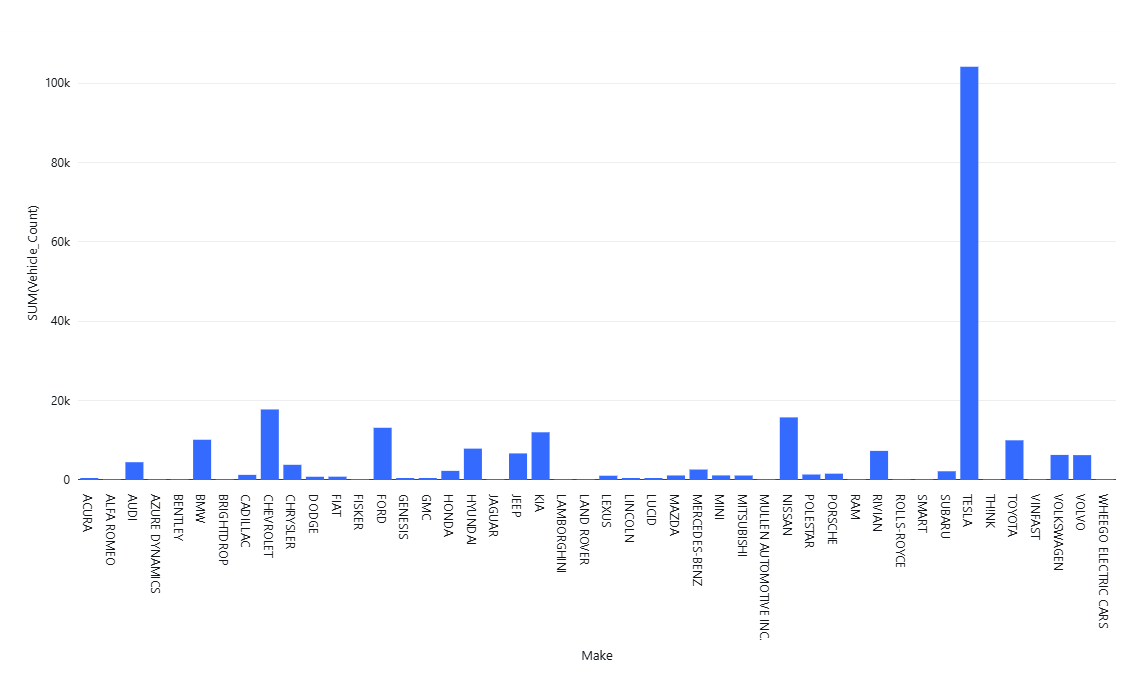 100k
80k
60k
40k
20k
0
SUM(Vehicle_Count)
ACURA
ALFA ROMEO
AUDI
AZURE DYNAMICS
BENTLEY
BMW
BRIGHTDROP
CADILLAC
CHEVROLET
CHRYSLER
DODGE
FIAT
FISKER
FORD
GENESIS
GMC
HONDA
HYUNDAI
JAGUAR
JEEP
KIA
LAMBORGHINI
LAND ROVER
LEXUS
LINCOLN
LUCID
MAZDA
MERCEDES-BENZ
MINI
MITSUBISHI
MULLEN AUTOMOTIVE INC.
NISSAN
POLESTAR
PORSCHE
RAM
RIVIAN
ROLLS-ROYCE
SMART
SUBARU
TESLA
THINK
TOYOTA
VINFAST
VOLKSWAGEN
VOLVO
WHEEGO ELECTRIC CARS
Make